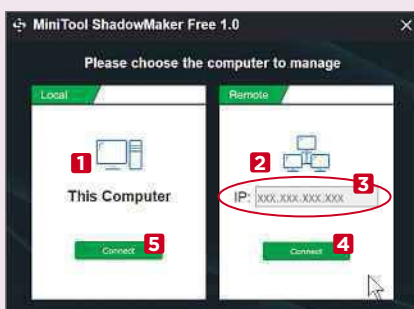 MiniTool ShadowMaker Free 1.0
Please choose the computer to manage
Local
1
This Computer
Connect 5
Remote
2
3
IP: xxx.xxx.xxx.xxx
Connect 4